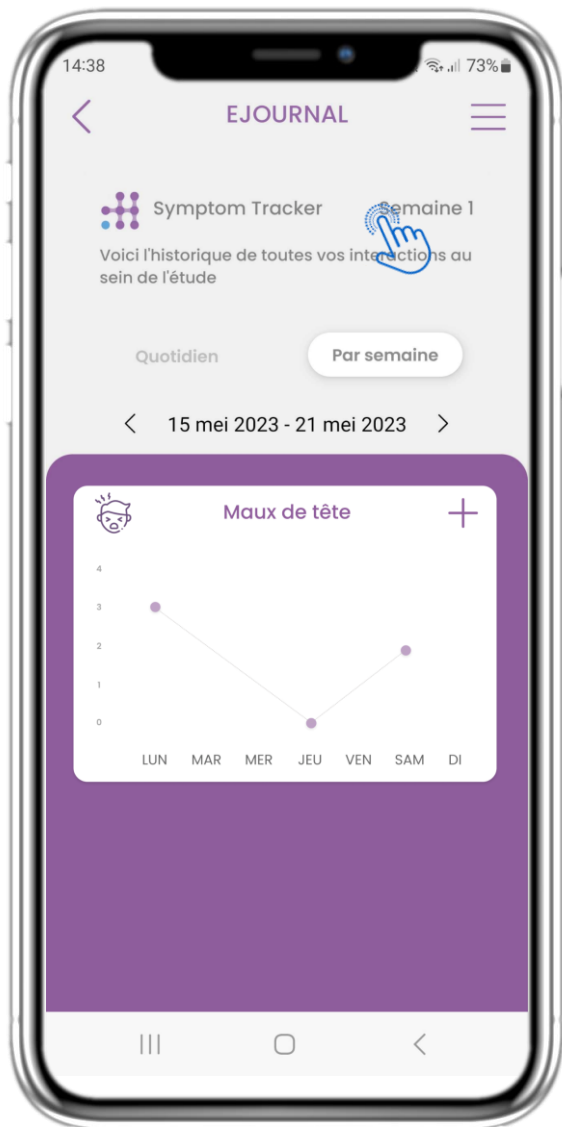 14:38 73%
EJOURNAL
Symptom Tracker Semaine 1
Voici l'historique de toutes vos interactions au
sein de l'étude
Quotidien Par semaine
15 mei 2023 - 21 mei 2023
Maux de tête
4
3
2
1
0
LUN MAR MER JEU VEN SAM DI